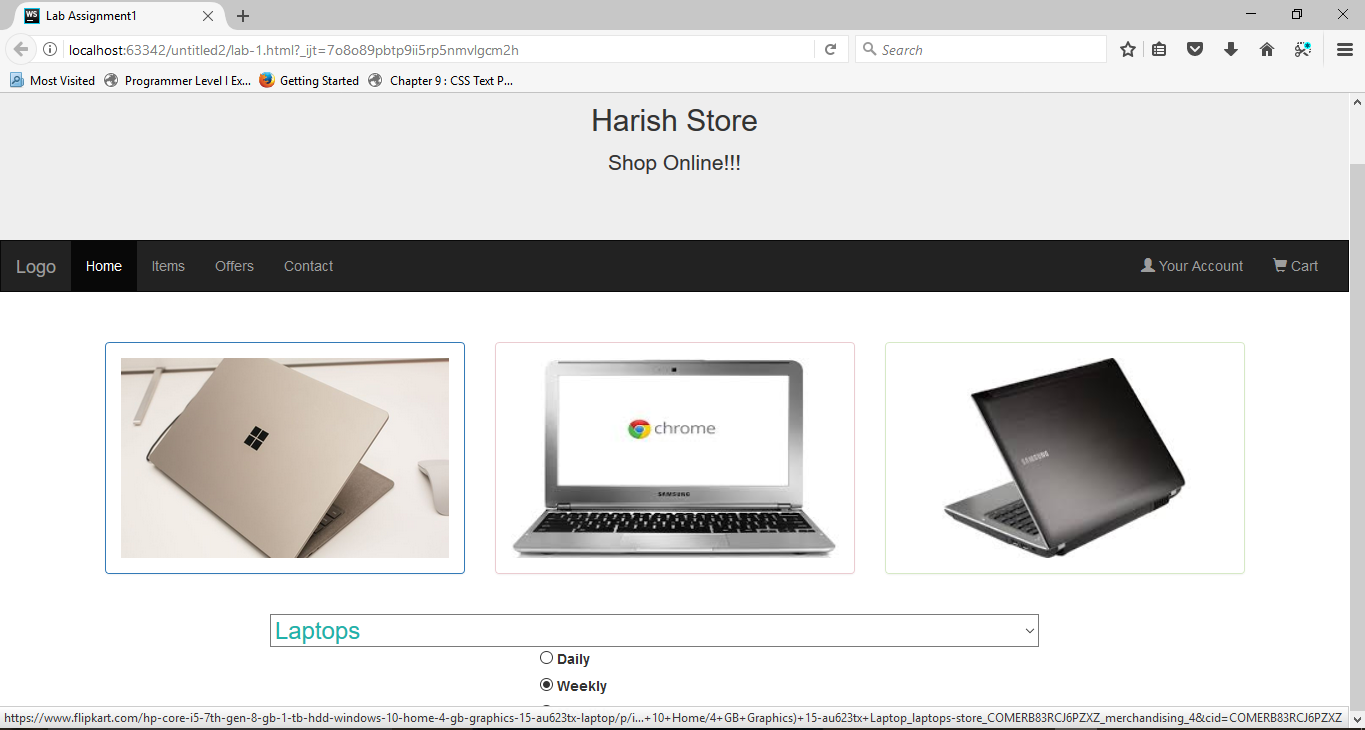 Lab Assignment1
localhost:63342/untitled2/lab-1.html?_ijt=7o8o89pbtp9ii5rp5nmvlgcm2h
Search
Most Visited Programmer Level I Ex... Getting Started Chapter 9 : CSS Text P...
Harish Store
Shop Online!!!
Logo Home Items Offers Contact Your Account Cart
chrome
SAMSUNG
SAMSUNG
Laptops
Daily
Weekly
https://www.flipkart.com/hp-core-i5-7th-gen-8-gb-1-tb-hdd-windows-10-home-4-gb-graphics-15-au623tx-laptop/p/i... + 10 + Home/4 + GB + Graphics) + 15-au623tx + Laptop_laptops-store_COMERB83RCJ6PZXZ_merchandising_4&cid=COMERB83RCJ6PZXZ